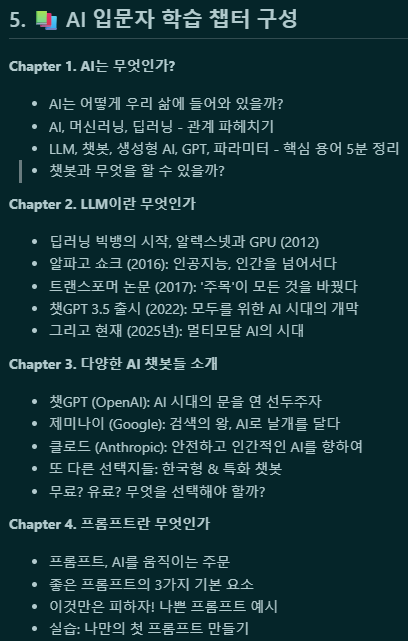 5. 📚 AI 입문자 학습 챕터 구성
Chapter 1. AI는 무엇인가?
• AI는 어떻게 우리 삶에 들어와 있을까?
• AI, 머신러닝, 딥러닝 - 관계 파헤치기
• LLM, 챗봇, 생성형 AI, GPT, 파라미터 - 핵심 용어 5분 정리
• 챗봇과 무엇을 할 수 있을까?
Chapter 2. LLM이란 무엇인가
• 딥러닝 빅뱅의 시작, 알렉스넷과 GPU (2012)
• 알파고 쇼크 (2016): 인공지능, 인간을 넘어서다
• 트랜스포머 논문 (2017): '주목'이 모든 것을 바꿨다
• 챗GPT 3.5 출시 (2022): 모두를 위한 AI 시대의 개막
• 그리고 현재 (2025년): 멀티모달 AI의 시대
Chapter 3. 다양한 AI 챗봇들 소개
• 챗GPT (OpenAI): AI 시대의 문을 연 선두주자
• 제미나이 (Google): 검색의 왕, AI로 날개를 달다
• 클로드 (Anthropic): 안전하고 인간적인 AI를 향하여
• 또 다른 선택지들: 한국형 & 특화 챗봇
• 무료? 유료? 무엇을 선택해야 할까?
Chapter 4. 프롬프트란 무엇인가
• 프롬프트, AI를 움직이는 주문
• 좋은 프롬프트의 3가지 기본 요소
• 이것만은 피하자! 나쁜 프롬프트 예시
• 실습: 나만의 첫 프롬프트 만들기